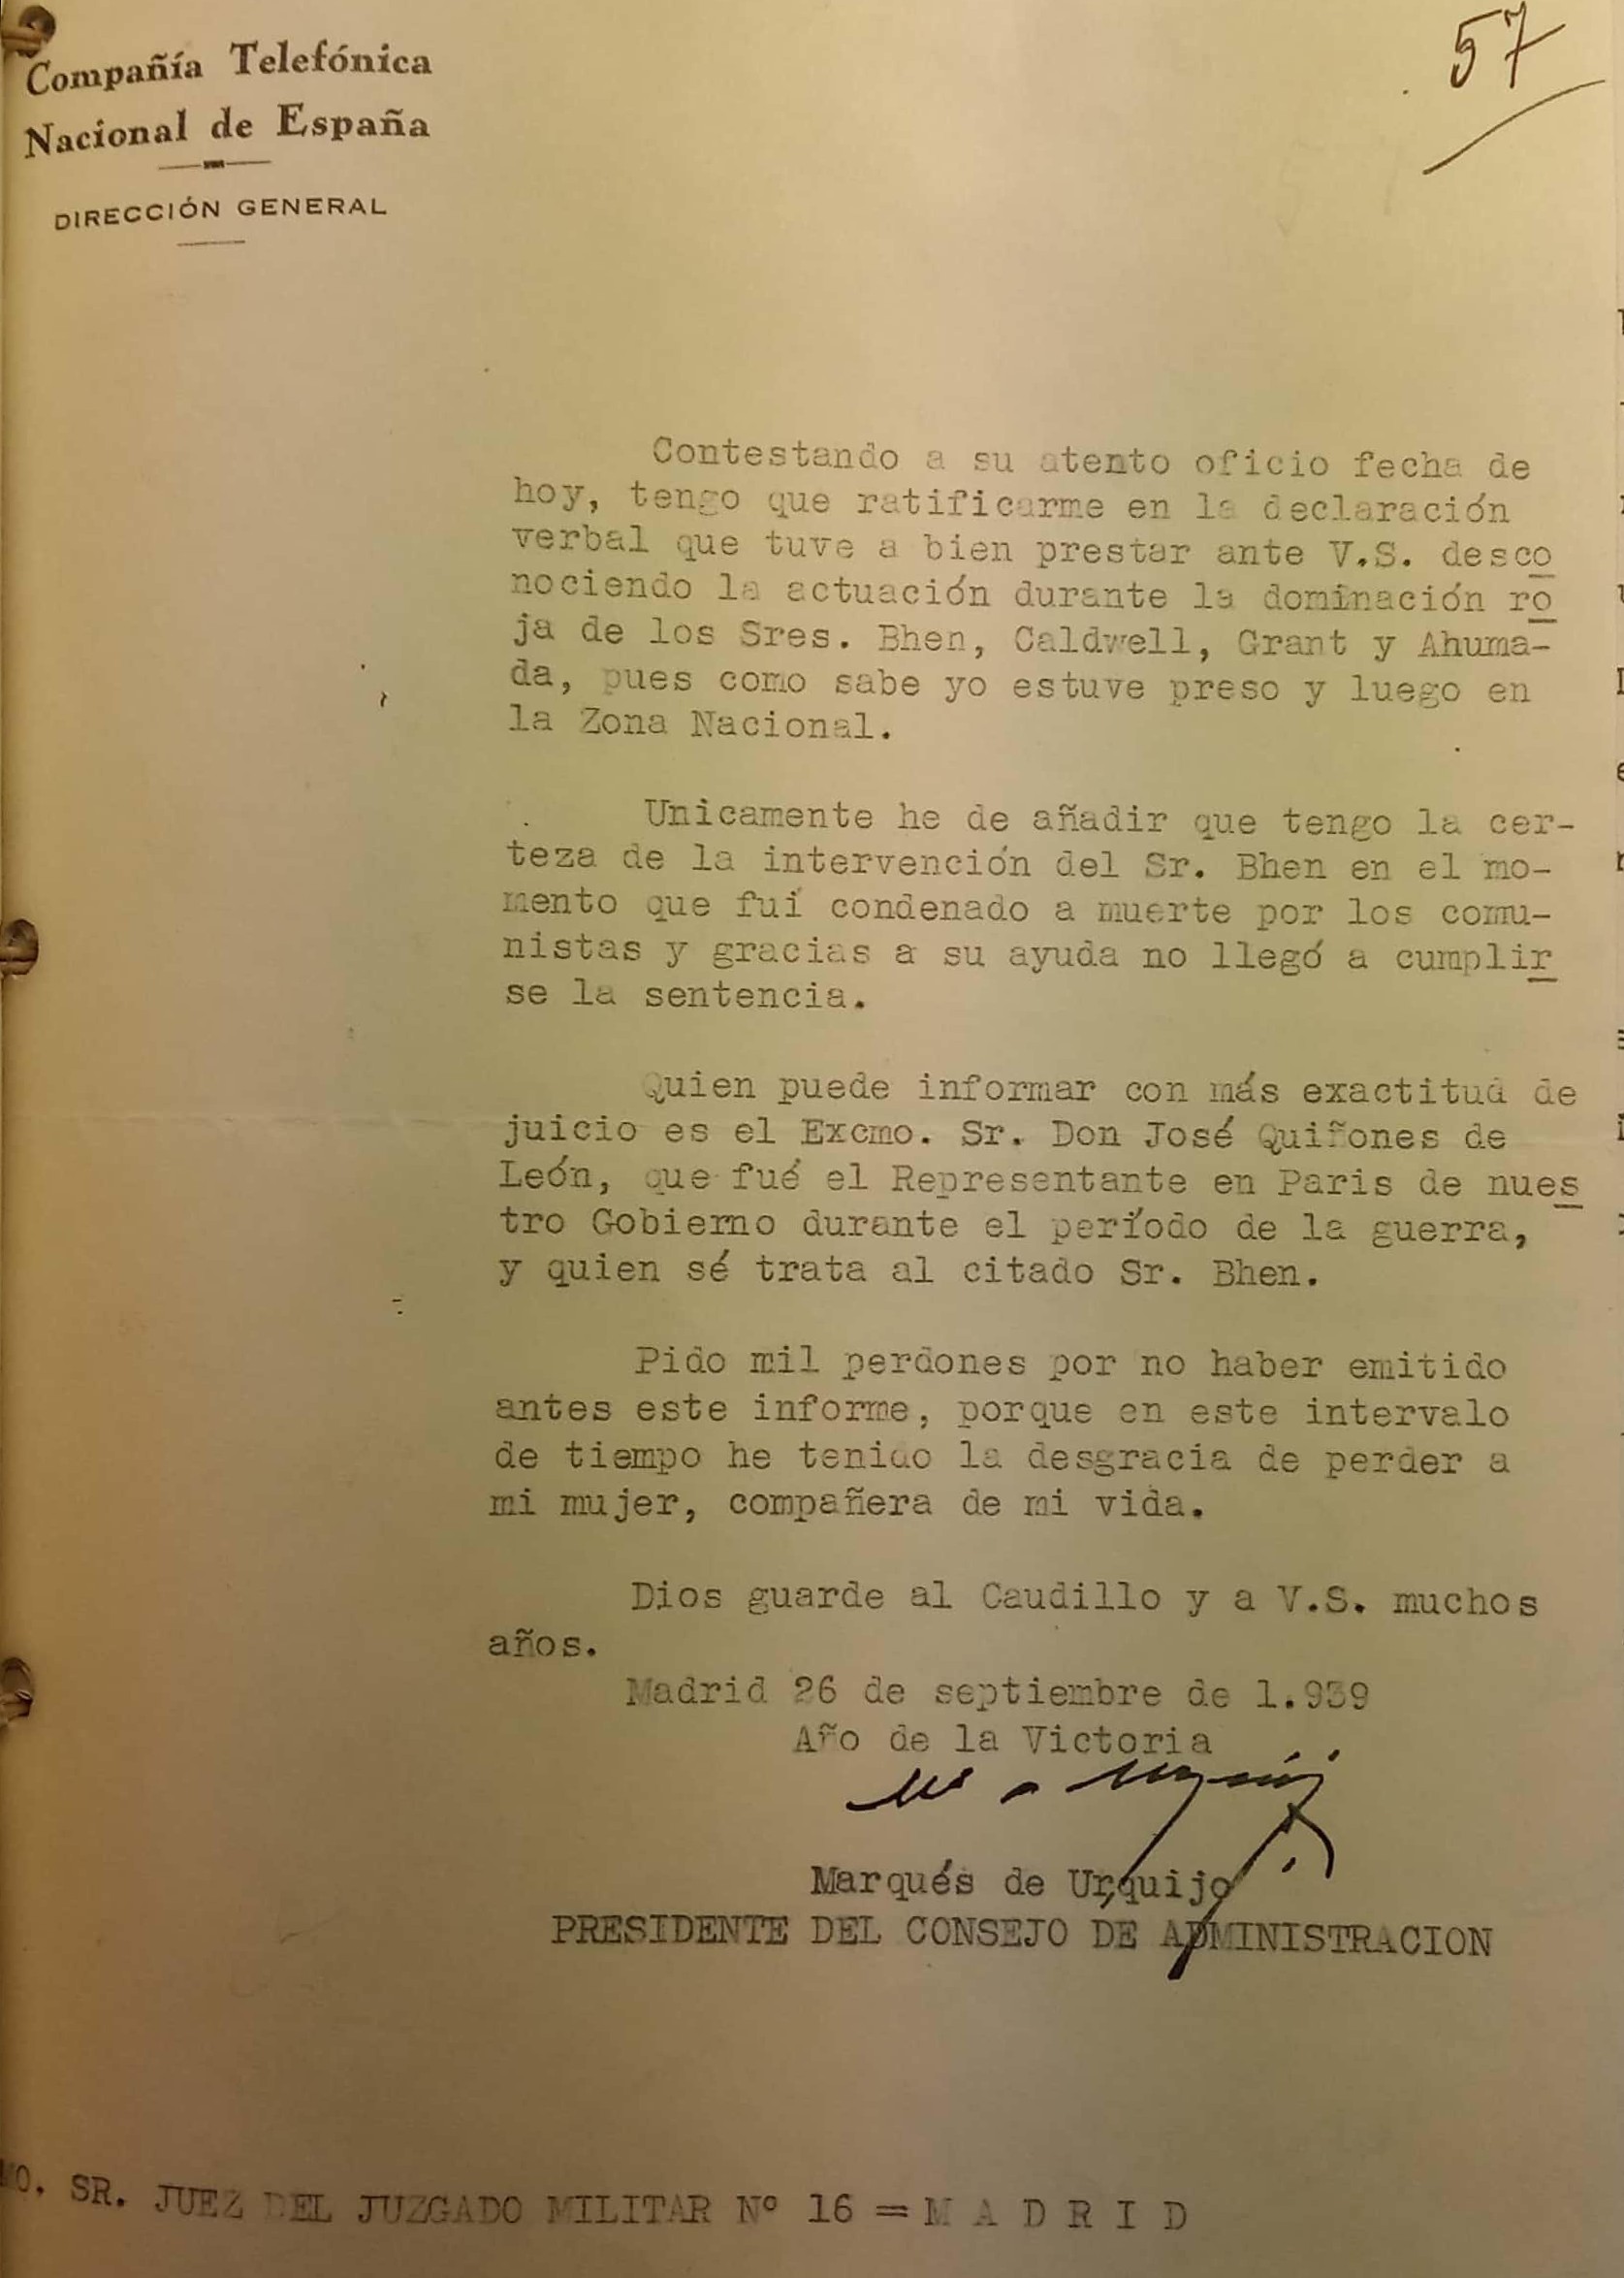 57
Compañía Telefónica
Nacional de España
DIRECCIÓN GENERAL
Contestando a su atento oficio fecha de
hoy, tengo que ratificarme en la declaración
verbal que tuve a bien prestar ante V.S. desco
nociendo la actuación durante la dominación ro
ja de los Sres. Bhen, Caldwell, Grant y Ahuma-
da, pues como sabe yo estuve preso y luego en
la Zona Nacional.
Unicamente he de añadir que tengo la cer-
teza de la intervención del Sr. Bhen en el mo-
mento que fuí condenado a muerte por los comu-
nistas y gracias a su ayuda no llegó a cumplir
se la sentencia.
Quien puede informar con más exactitud de
juicio es el Excmo. Sr. Don José Quiñones de
León, que fué el Representante en Paris de nues
tro Gobierno durante el período de la guerra,
y quien sé trata al citado Sr. Bhen.
Pido mil perdones por no haber emitido
antes este informe, porque en este intervalo
de tiempo he tenido la desgracia de perder a
mi mujer, compañera de mi vida.
Dios guarde al Caudillo y a V.S. muchos
años.
Madrid 26 de septiembre de 1.939
Año de la Victoria
Marqués de Urquijo
PRESIDENTE DEL CONSEJO DE ADMINISTRACION
MO. SR. JUEZ DEL JUZGADO MILITAR Nº 16 = M A D R I D